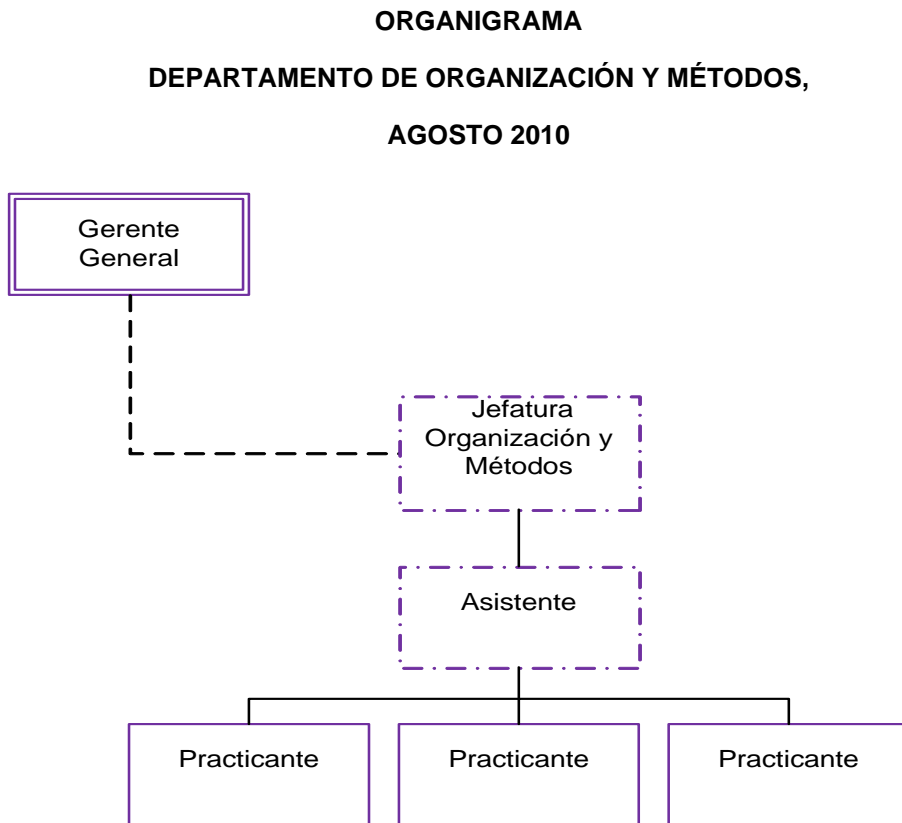 ORGANIGRAMA
DEPARTAMENTO DE ORGANIZACIÓN Y MÉTODOS,
AGOSTO 2010
Gerente
General
Jefatura
Organización y
Métodos
Asistente
Practicante
Practicante
Practicante